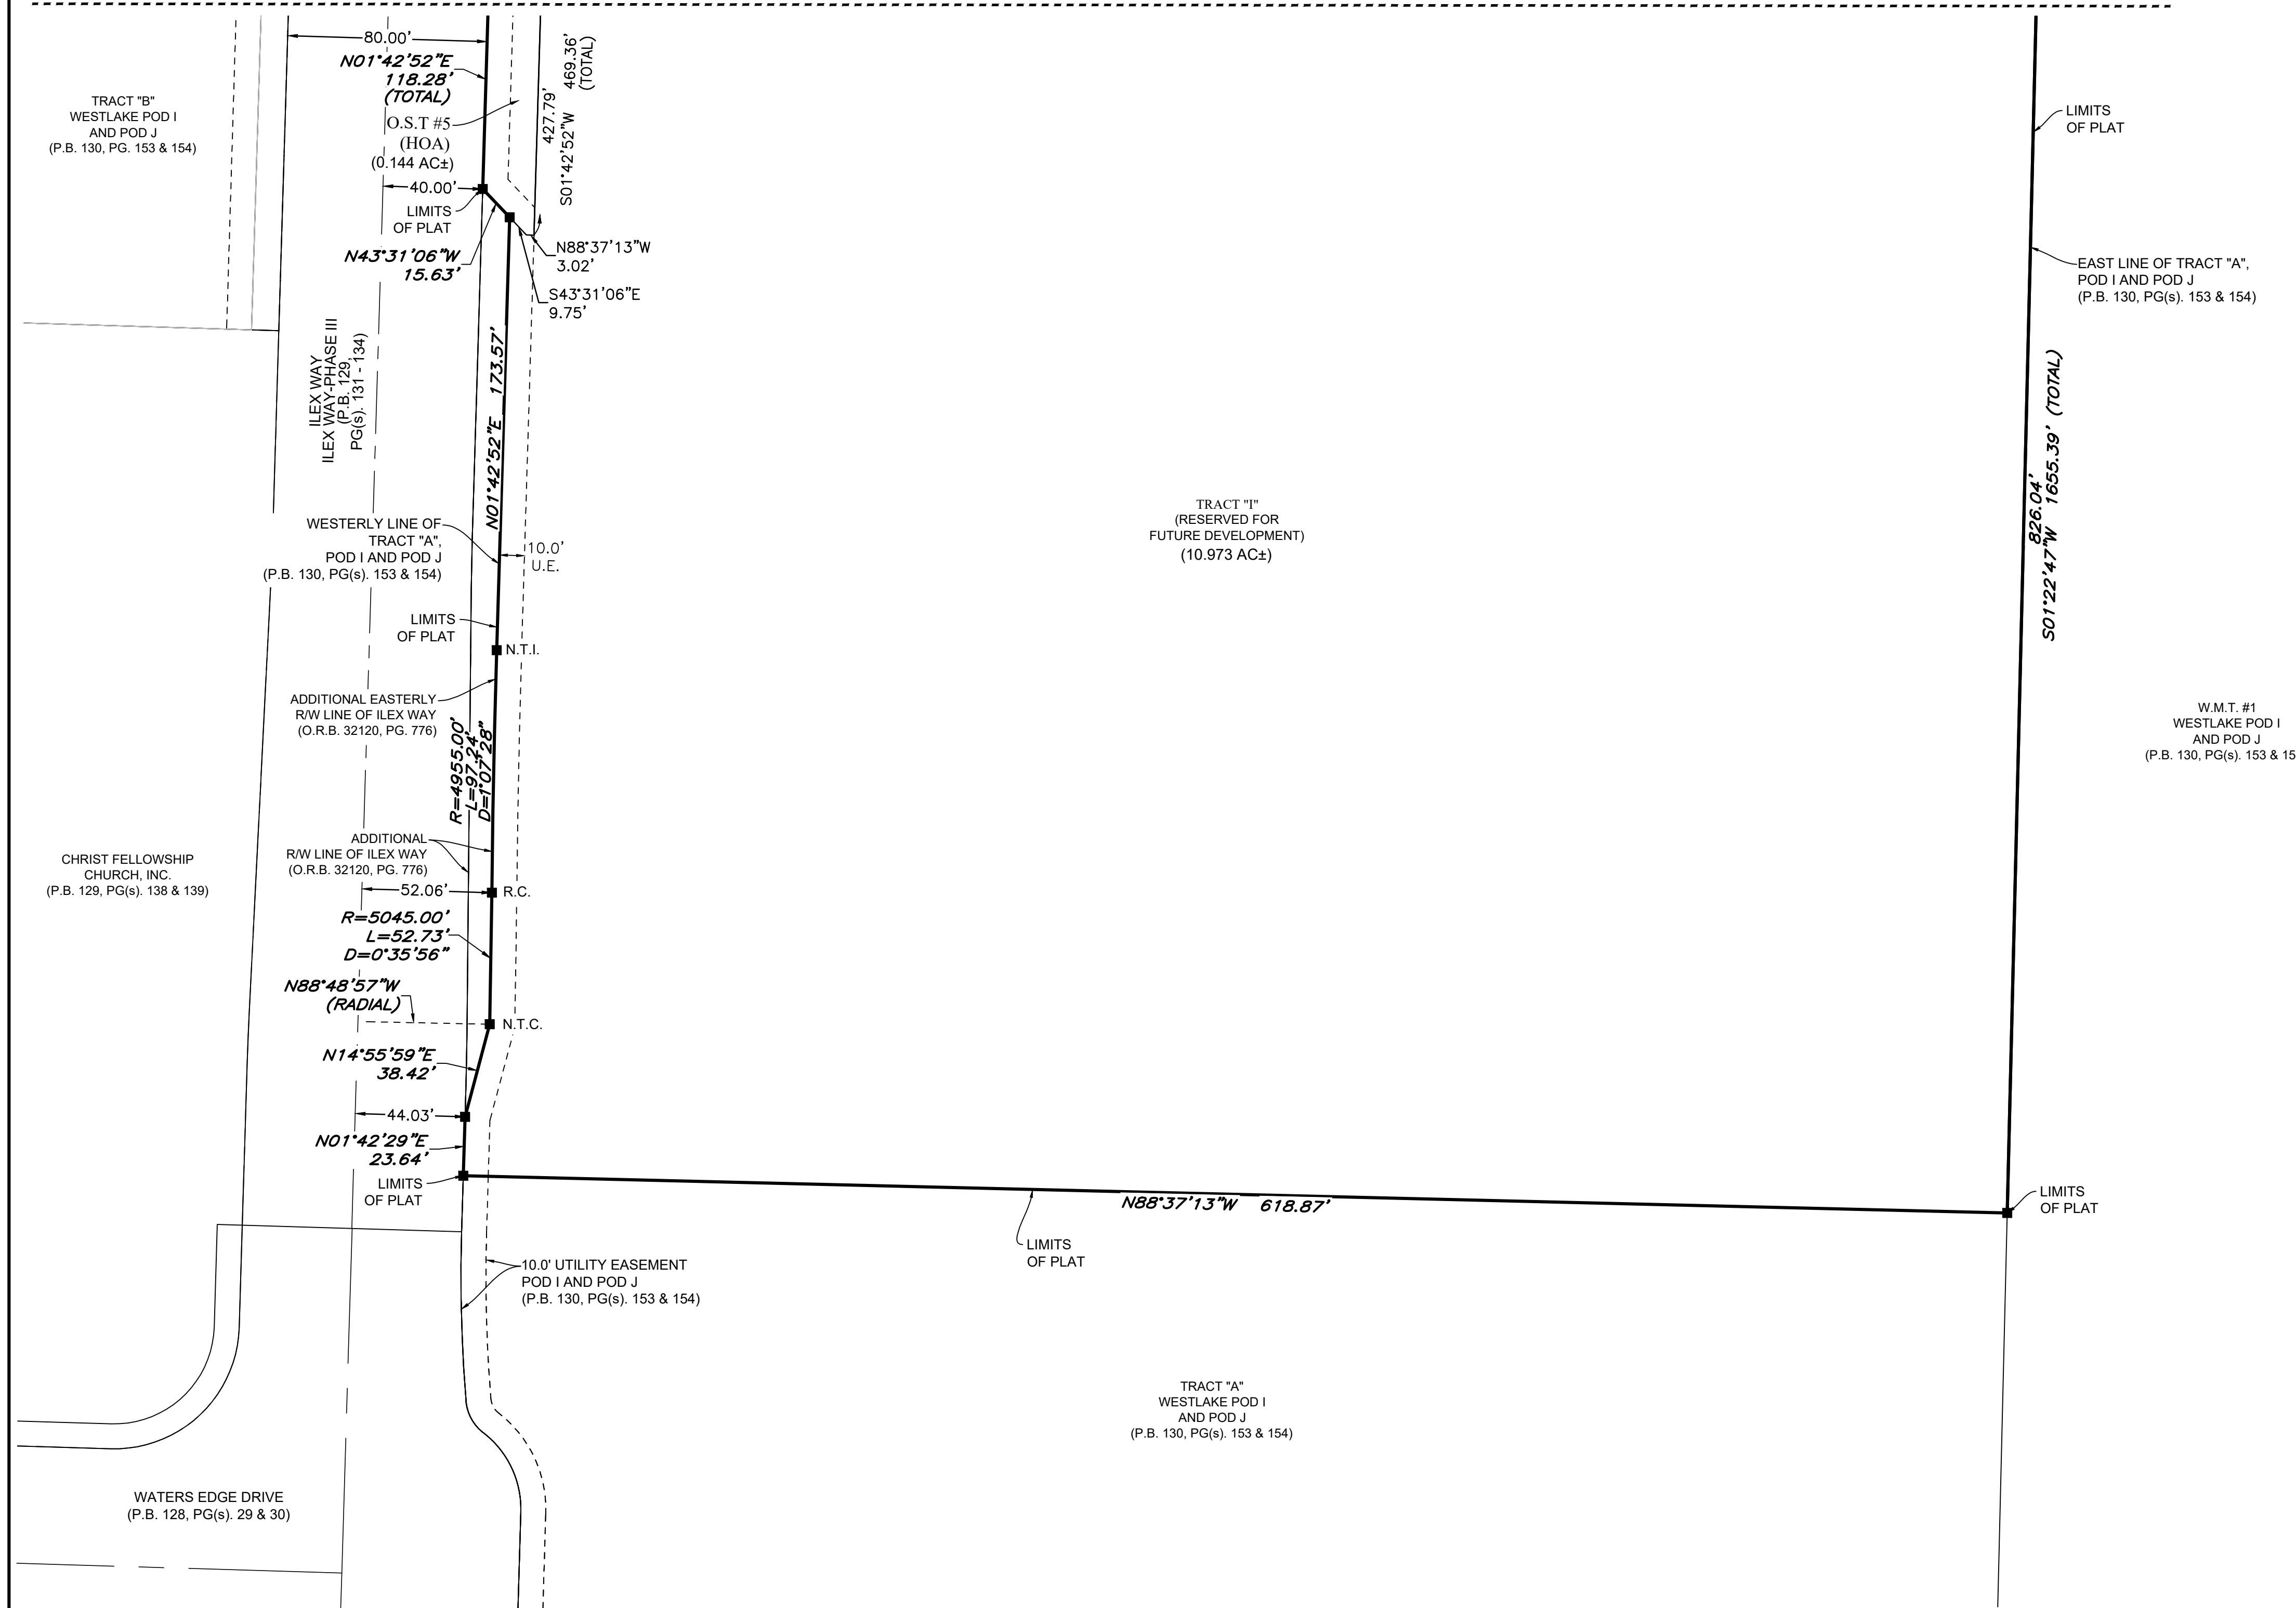 80.00'
N01°42'52"E
118.28'
(TOTAL)
O.S.T #5
(HOA)
(0.144 AC±)
40.00'
LIMITS
OF PLAT
N43°31'06"W
15.63'
427.79'
S01°42'52"W 469.36'
(TOTAL)
N88°37'13"W
3.02'
S43°31'06"E
9.75'
TRACT "B"
WESTLAKE POD I
AND POD J
(P.B. 130, PG. 153 & 154)
LIMITS
OF PLAT
EAST LINE OF TRACT "A",
POD I AND POD J
(P.B. 130, PG(s). 153 & 154)
ILEX WAY
ILEX WAY-PHASE III
(P.B. 129,
PG(s). 131 - 134)
N01°42'52"E 173.57'
826.04'
S01°22'47"W 1655.39' (TOTAL)
WESTERLY LINE OF
TRACT "A",
POD I AND POD J
(P.B. 130, PG(s). 153 & 154)
10.0'
U.E.
TRACT "I"
(RESERVED FOR
FUTURE DEVELOPMENT)
(10.973 AC±)
LIMITS
OF PLAT
N.T.I.
ADDITIONAL EASTERLY
R/W LINE OF ILEX WAY
(O.R.B. 32120, PG. 776)
R=4955.00'
L=97.24'
D=1°07'28"
W.M.T. #1
WESTLAKE POD I
AND POD J
(P.B. 130, PG(s). 153 & 15
ADDITIONAL
R/W LINE OF ILEX WAY
(O.R.B. 32120, PG. 776)
CHRIST FELLOWSHIP
CHURCH, INC.
(P.B. 129, PG(s). 138 & 139)
52.06'
R.C.
R=5045.00'
L=52.73'
D=0°35'56"
N88°48'57"W
(RADIAL)
N.T.C.
N14°55'59"E
38.42'
44.03'
N01°42'29"E
23.64'
LIMITS
OF PLAT
N88°37'13"W 618.87'
LIMITS
OF PLAT
LIMITS
OF PLAT
10.0' UTILITY EASEMENT
POD I AND POD J
(P.B. 130, PG(s). 153 & 154)
TRACT "A"
WESTLAKE POD I
AND POD J
(P.B. 130, PG(s). 153 & 154)
WATERS EDGE DRIVE
(P.B. 128, PG(s). 29 & 30)